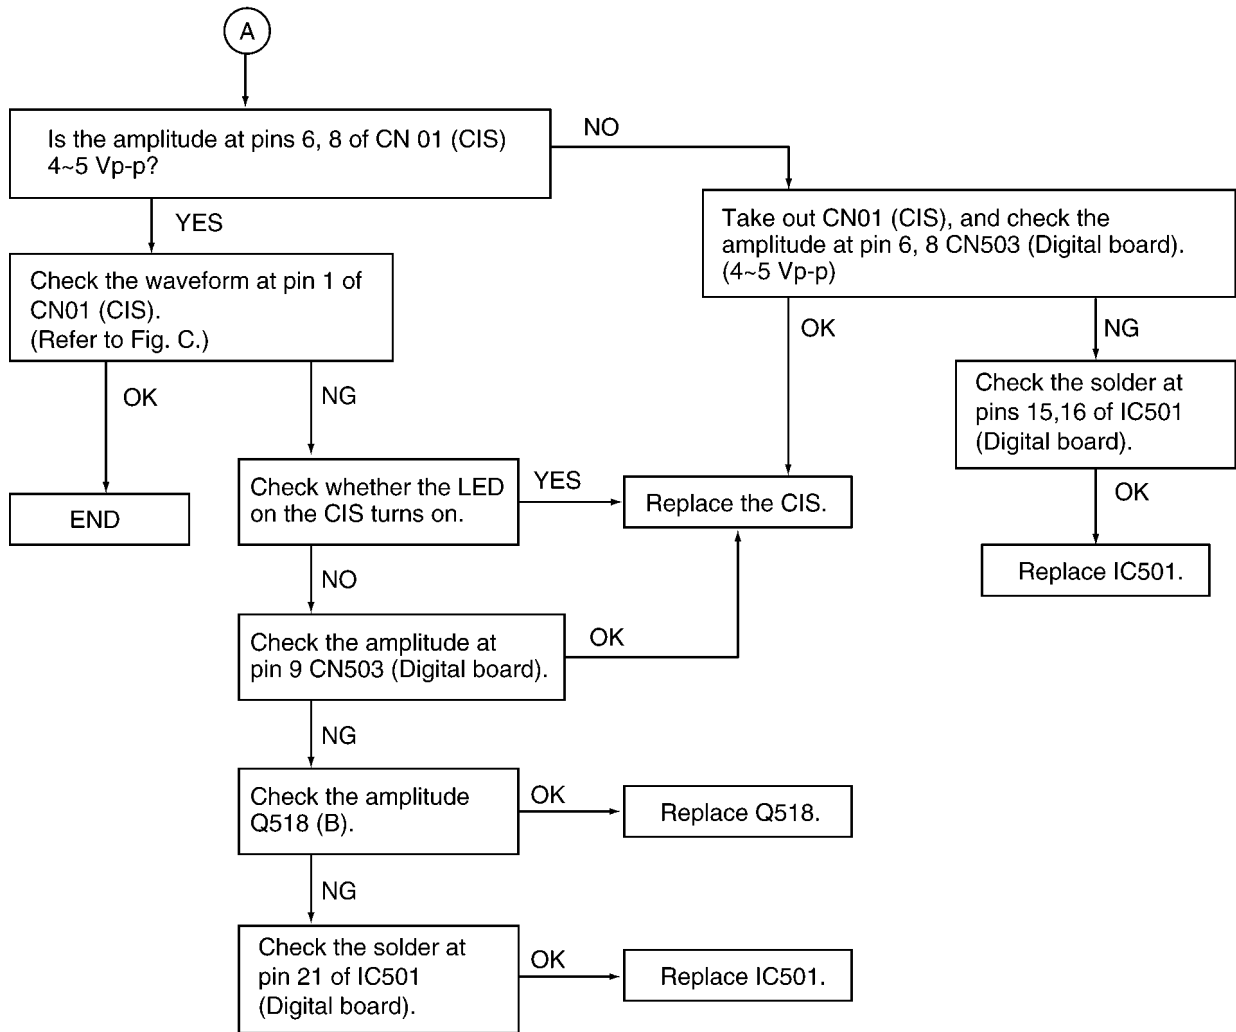 A
Is the amplitude at pins 6, 8 of CN 01 (CIS)
4~5 Vp-p?
NO
YES
Take out CN01 (CIS), and check the
amplitude at pin 6, 8 CN503 (Digital board).
(4~5 Vp-p)
Check the waveform at pin 1 of
CN01 (CIS).
(Refer to Fig. C.)
OK
NG
OK
NG
Check the solder at
pins 15,16 of IC501
(Digital board).
OK
Replace IC501.
END
Check whether the LED
on the CIS turns on.
YES
Replace the CIS.
NO
Check the amplitude at
pin 9 CN503 (Digital board).
OK
NG
Check the amplitude
Q518 (B).
OK
Replace Q518.
NG
Check the solder at
pin 21 of IC501
(Digital board).
OK
Replace IC501.